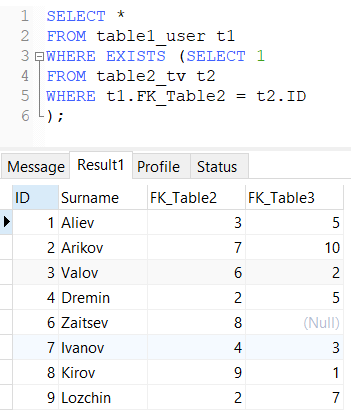 1 SELECT *
2 FROM table1_user t1
3 WHERE EXISTS (SELECT 1
4 FROM table2_tv t2
5 WHERE t1.FK_Table2 = t2.ID
6 );
Message Result1 Profile Status
ID Surname FK_Table2 FK_Table3
1 Aliev 3 5
2 Arikov 7 10
3 Valov 6 2
4 Dremin 2 5
6 Zaitsev 8 (Null)
7 Ivanov 4 3
8 Kirov 9 1
9 Lozchin 2 7